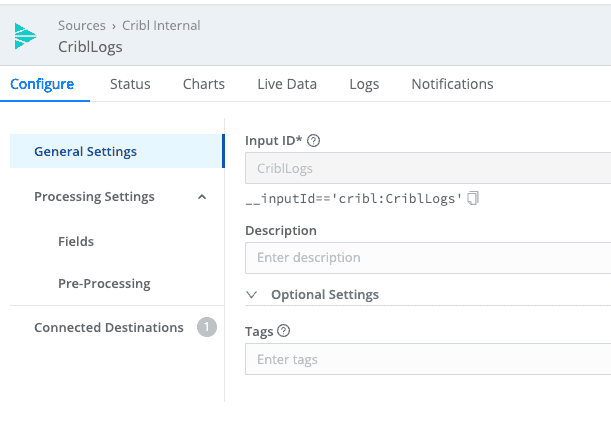 Sources › Cribl Internal
CriblLogs
Configure Status Charts Live Data Logs Notifications
General Settings
Processing Settings
Fields
Pre-Processing
Connected Destinations 1
Input ID* ?
CriblLogs
__inputId=='cribl:CriblLogs'
Description
Enter description
Optional Settings
Tags ?
Enter tags